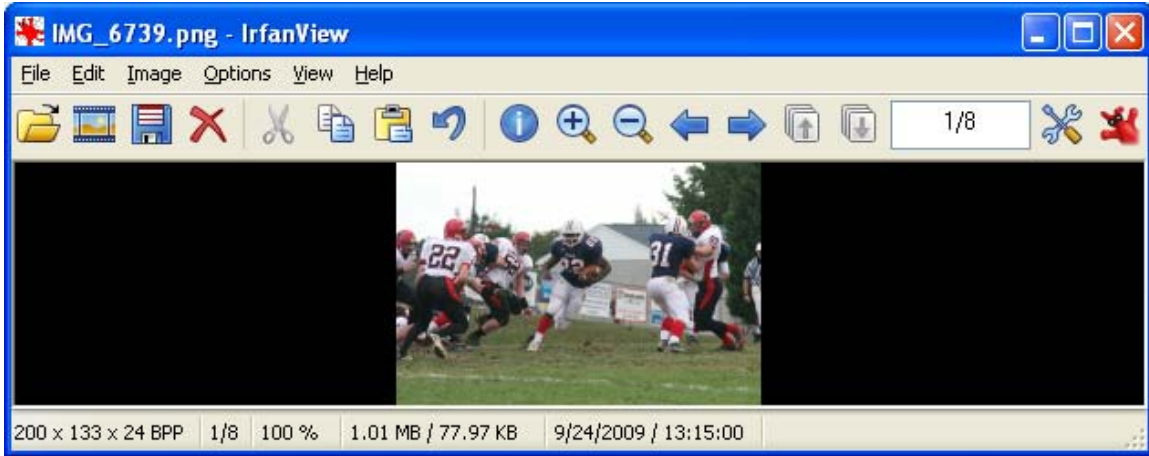 IMG_6739.png - IrfanView
File Edit Image Options View Help
1/8
22
31
200 x 133 x 24 BPP 1/8 100 % 1.01 MB / 77.97 KB 9/24/2009 / 13:15:00